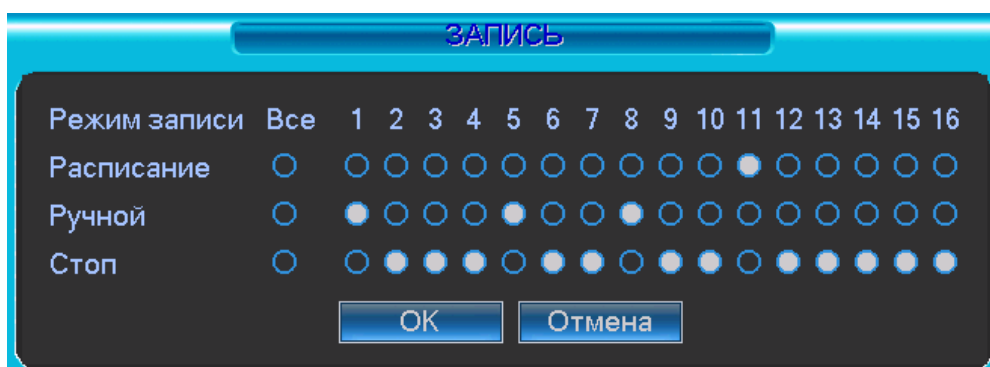 ЗАПИСЬ
Режим записи Все 1 2 3 4 5 6 7 8 9 10 11 12 13 14 15 16
Расписание
Ручной
Стоп
OK Отмена